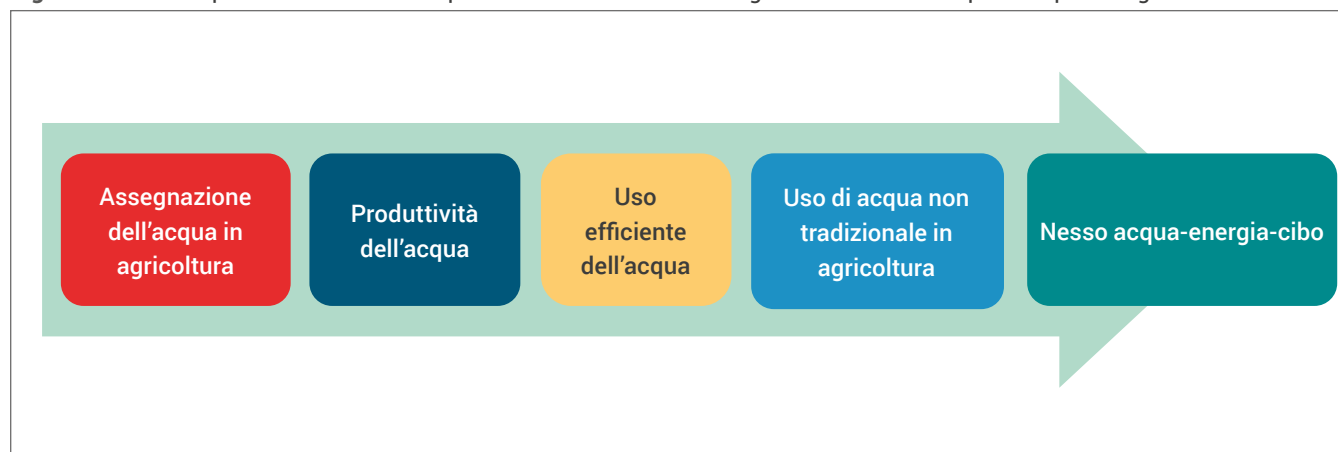 Assegnazione
dell'acqua in
agricoltura
Produttività
dell'acqua
Uso
efficiente
dell'acqua
Uso di acqua non
tradizionale in
agricoltura
Nesso acqua-energia-cibo